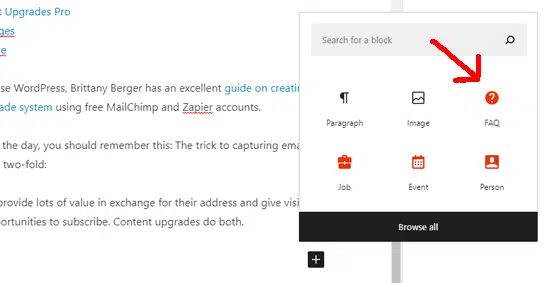 t Upgrades Pro
ges
e
se WordPress, Brittany Berger has an excellent guide on creatin
ade system using free MailChimp and Zapier accounts.
the day, you should remember this: The trick to capturing ema
two-fold:
provide lots of value in exchange for their address and give visi
portunities to subscribe. Content upgrades do both.
Search for a block
Paragraph
Image
FAQ
Job
Event
Person
Browse all